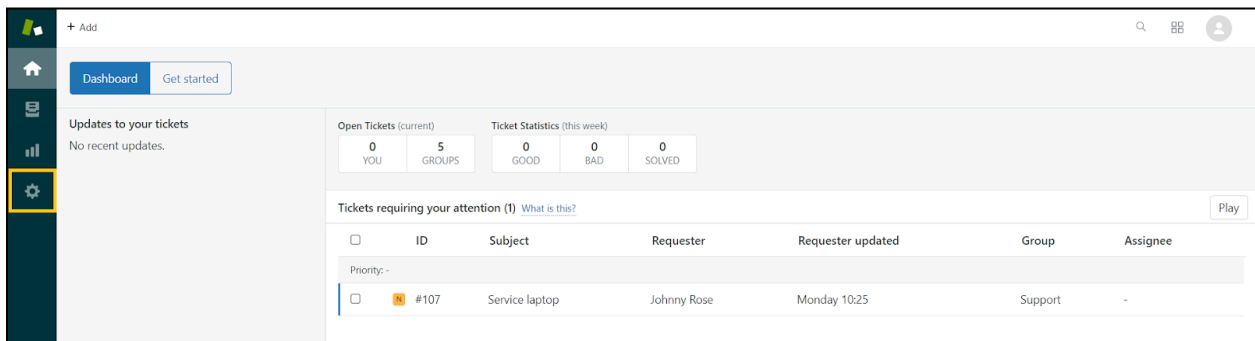 + Add
Dashboard Get started
Updates to your tickets
No recent updates.
Open Tickets (current) Ticket Statistics (this week)
0 5 0 0 0
YOU GROUPS GOOD BAD SOLVED
Tickets requiring your attention (1) What is this? Play
ID Subject Requester Requester updated Group Assignee
Priority: -
N #107 Service laptop Johnny Rose Monday 10:25 Support -